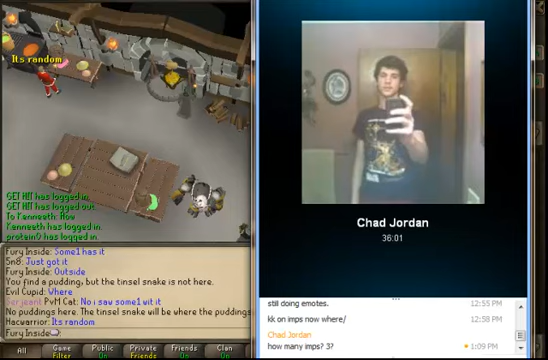 Its random
GET HIT has logged in.
GET HIT has logged out.
To Kenneeth: How
Kenneeth has logged in.
protein0 has logged in.
Fury Inside: Some1 has it
5n8: Just got it
Fury Inside: Outside
You find a pudding, but the tinsel snake is not here.
Evil Cupid: Where
Serjeant PvM Cat: No i saw some1 wit it
No puddings here. The tinsel snake will be where the puddings
Hacwarrior: Its random
Fury Inside
All
Game
Filter
Public
On
Private
Friends
Friends
On
Clan
On
Chad Jordan
36:01
still doing emotes. 12:55 PM
kk on imps now where/ 12:58 PM
Chad Jordan
how many imps? 3? 1:09 PM